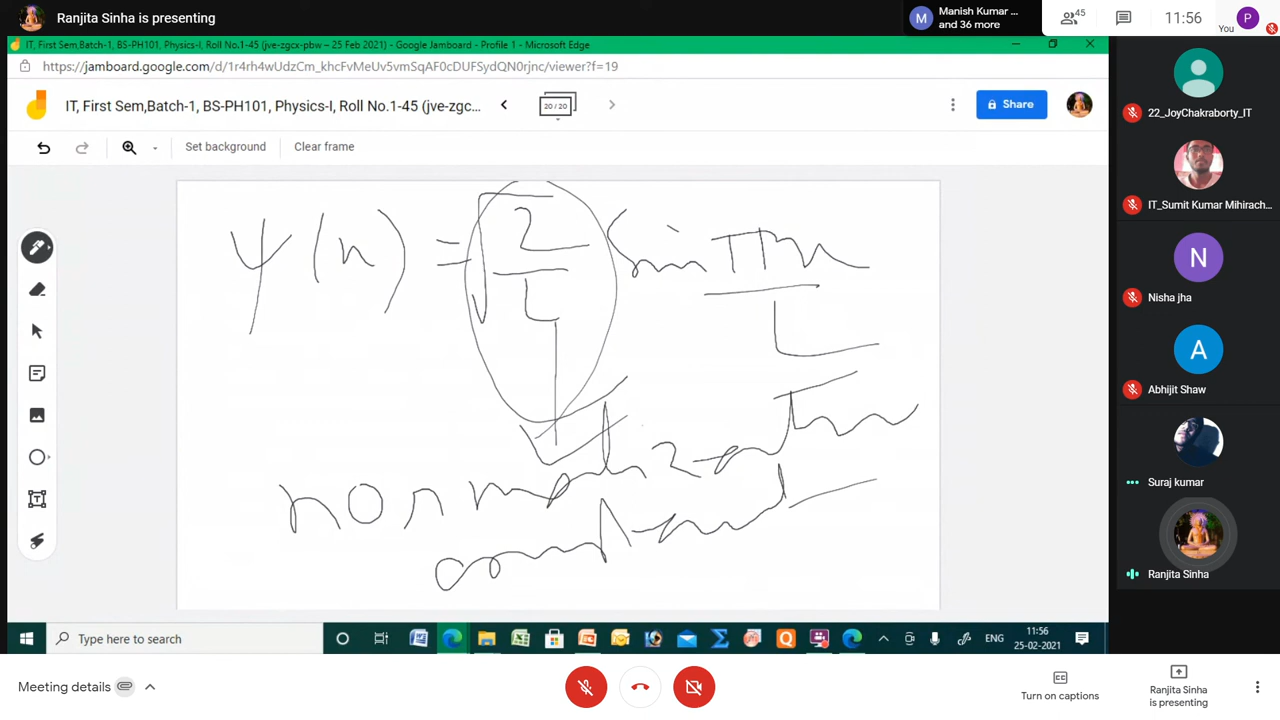 Ranjita Sinha is presenting
M Manish Kumar ... and 36 more
45
11:56
You
P
IT, First Sem,Batch-1, BS-PH101, Physics-I, Roll No.1-45 (jve-zgcx-pbw – 25 Feb 2021) - Google Jamboard - Profile 1 - Microsoft Edge
https://jamboard.google.com/d/1r4rh4wUdzCm_khcFvMeUv5vmSqAF0cDUFSydQN0rjnc/viewer?f=19
IT, First Sem,Batch-1, BS-PH101, Physics-I, Roll No.1-45 (jve-zgc...
20 / 20
Share
Set background
Clear frame
ψ(x) = √2/L Sin πx/L
normalization
constant
22_JoyChakraborty_IT
IT_Sumit Kumar Mihirach...
N
Nisha jha
A
Abhijit Shaw
Suraj kumar
Ranjita Sinha
Type here to search
ENG
11:56
25-02-2021
Meeting details
Turn on captions
Ranjita Sinha
is presenting